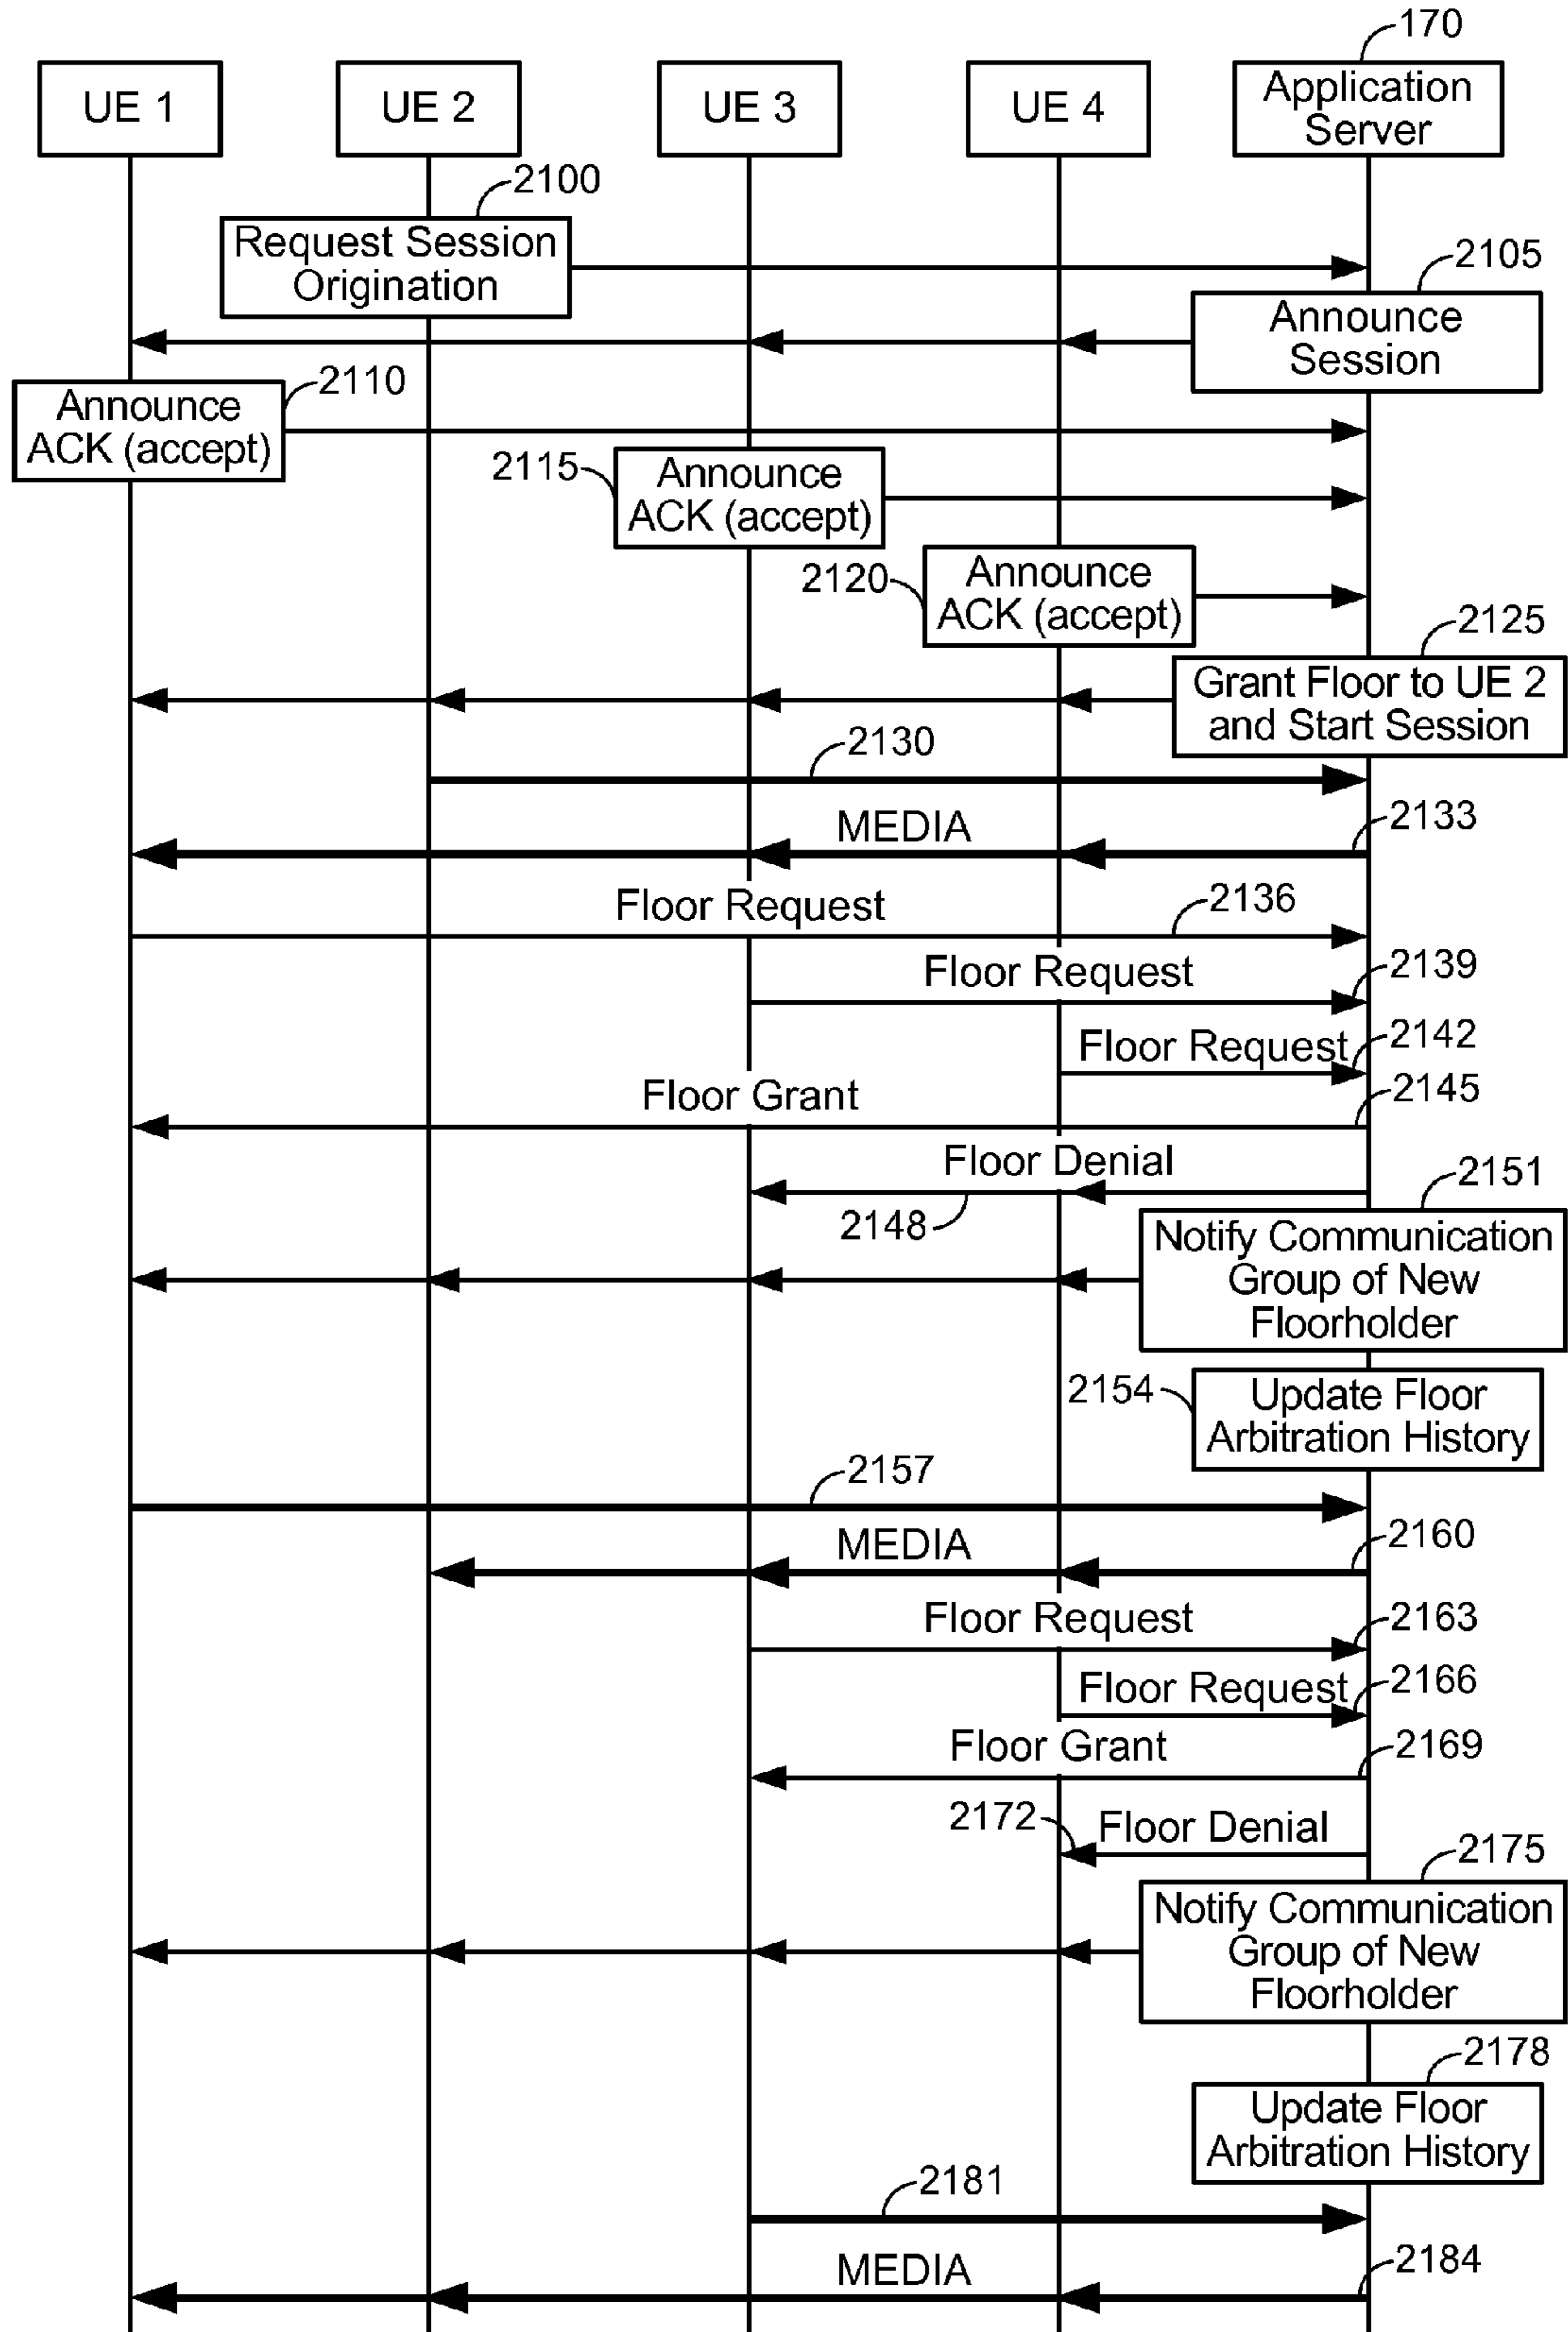 170
UE 1
UE 2
UE 3
UE 4
Application
Server
2100
Request Session
Origination
2105
Announce
Session
2110
Announce
ACK (accept)
2115
Announce
ACK (accept)
2120
Announce
ACK (accept)
2125
Grant Floor to UE 2
and Start Session
2130
MEDIA
2133
Floor Request
2136
Floor Request
2139
Floor Request
2142
Floor Grant
2145
Floor Denial
2148
2151
Notify Communication
Group of New
Floorholder
2154
Update Floor
Arbitration History
2157
MEDIA
2160
Floor Request
2163
Floor Request
2166
Floor Grant
2169
2172
Floor Denial
2175
Notify Communication
Group of New
Floorholder
2178
Update Floor
Arbitration History
2181
MEDIA
2184